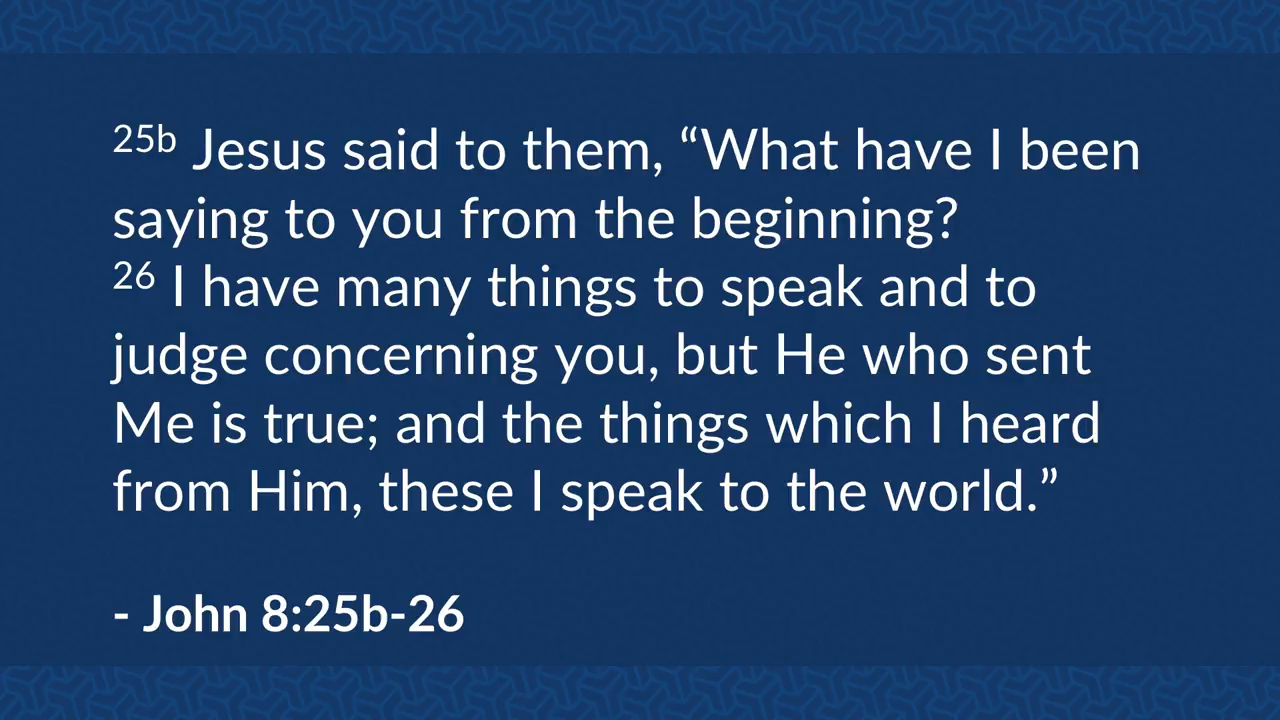 25b Jesus said to them, “What have I been
saying to you from the beginning?
26 I have many things to speak and to
judge concerning you, but He who sent
Me is true; and the things which I heard
from Him, these I speak to the world.”
- John 8:25b-26